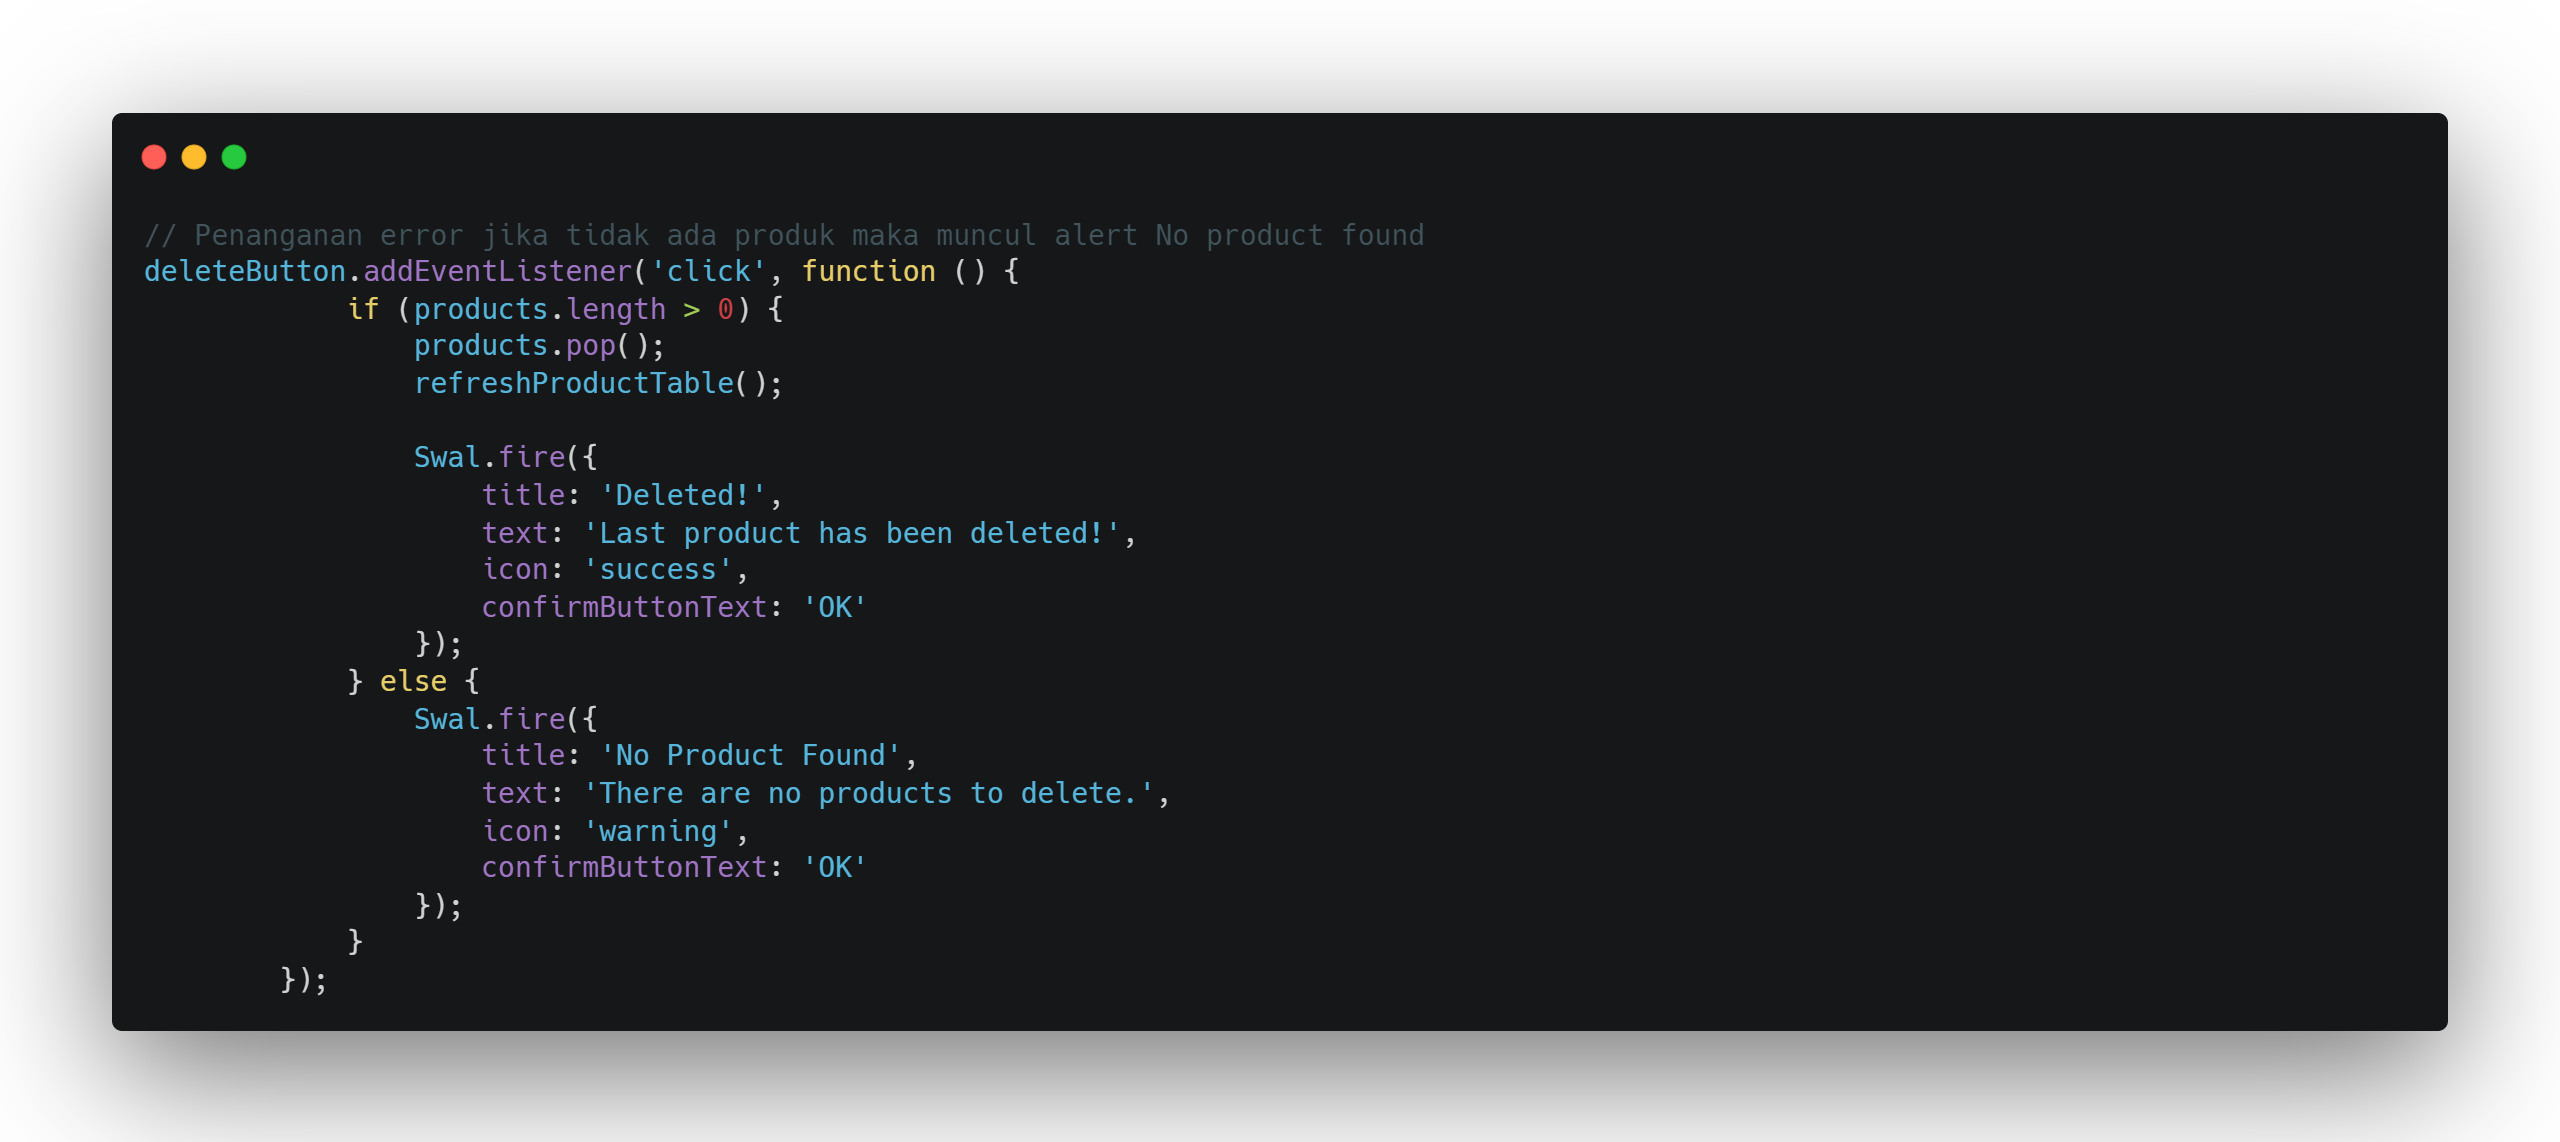 // Penanganan error jika tidak ada produk maka muncul alert No product found
deleteButton.addEventListener('click', function () {
            if (products.length > 0) {
                products.pop();
                refreshProductTable();

                Swal.fire({
                    title: 'Deleted!',
                    text: 'Last product has been deleted!',
                    icon: 'success',
                    confirmButtonText: 'OK'
                });
            } else {
                Swal.fire({
                    title: 'No Product Found',
                    text: 'There are no products to delete.',
                    icon: 'warning',
                    confirmButtonText: 'OK'
                });
            }
        });